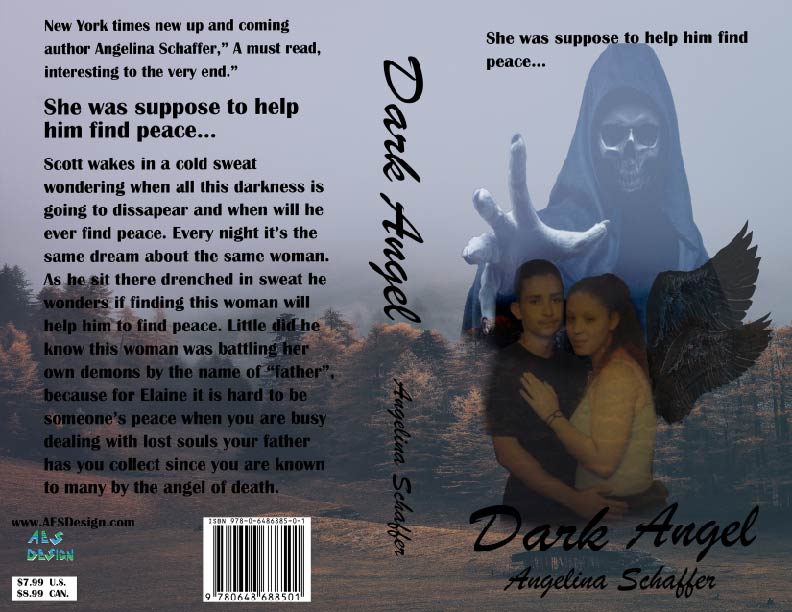 New York times new up and coming
author Angelina Schaffer,” A must read,
interesting to the very end.”
She was suppose to help
him find peace...
Scott wakes in a cold sweat
wondering when all this darkness is
going to dissapear and when will he
ever find peace. Every night it’s the
same dream about the same woman.
As he sit there drenched in sweat he
wonders if finding this woman will
help him to find peace. Little did he
know this woman was battling her
own demons by the name of “father”,
because for Elaine it is hard to be
someone’s peace when you are busy
dealing with lost souls your father
has you collect since you are known
to many by the angel of death.
www.AESDesign.com
AES
DESIGN
$7.99 U.S.
$8.99 CAN.
ISBN 978-0-6486885-0-1
9 780648 688501
Dark Angel
Angelina Schaffer
She was suppose to help him find
peace...
Dark Angel
Angelina Schaffer